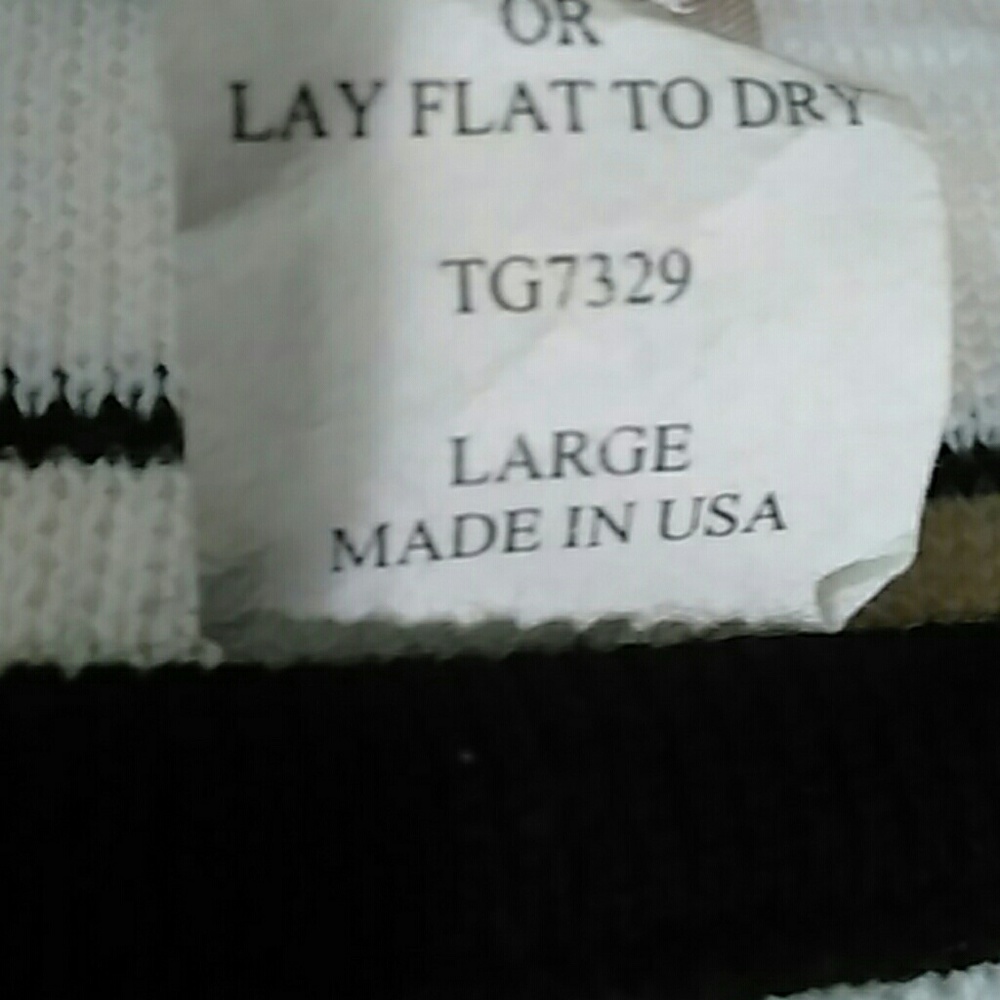 OR
LAY FLAT TO DRY
TG7329
LARGE
MADE IN USA